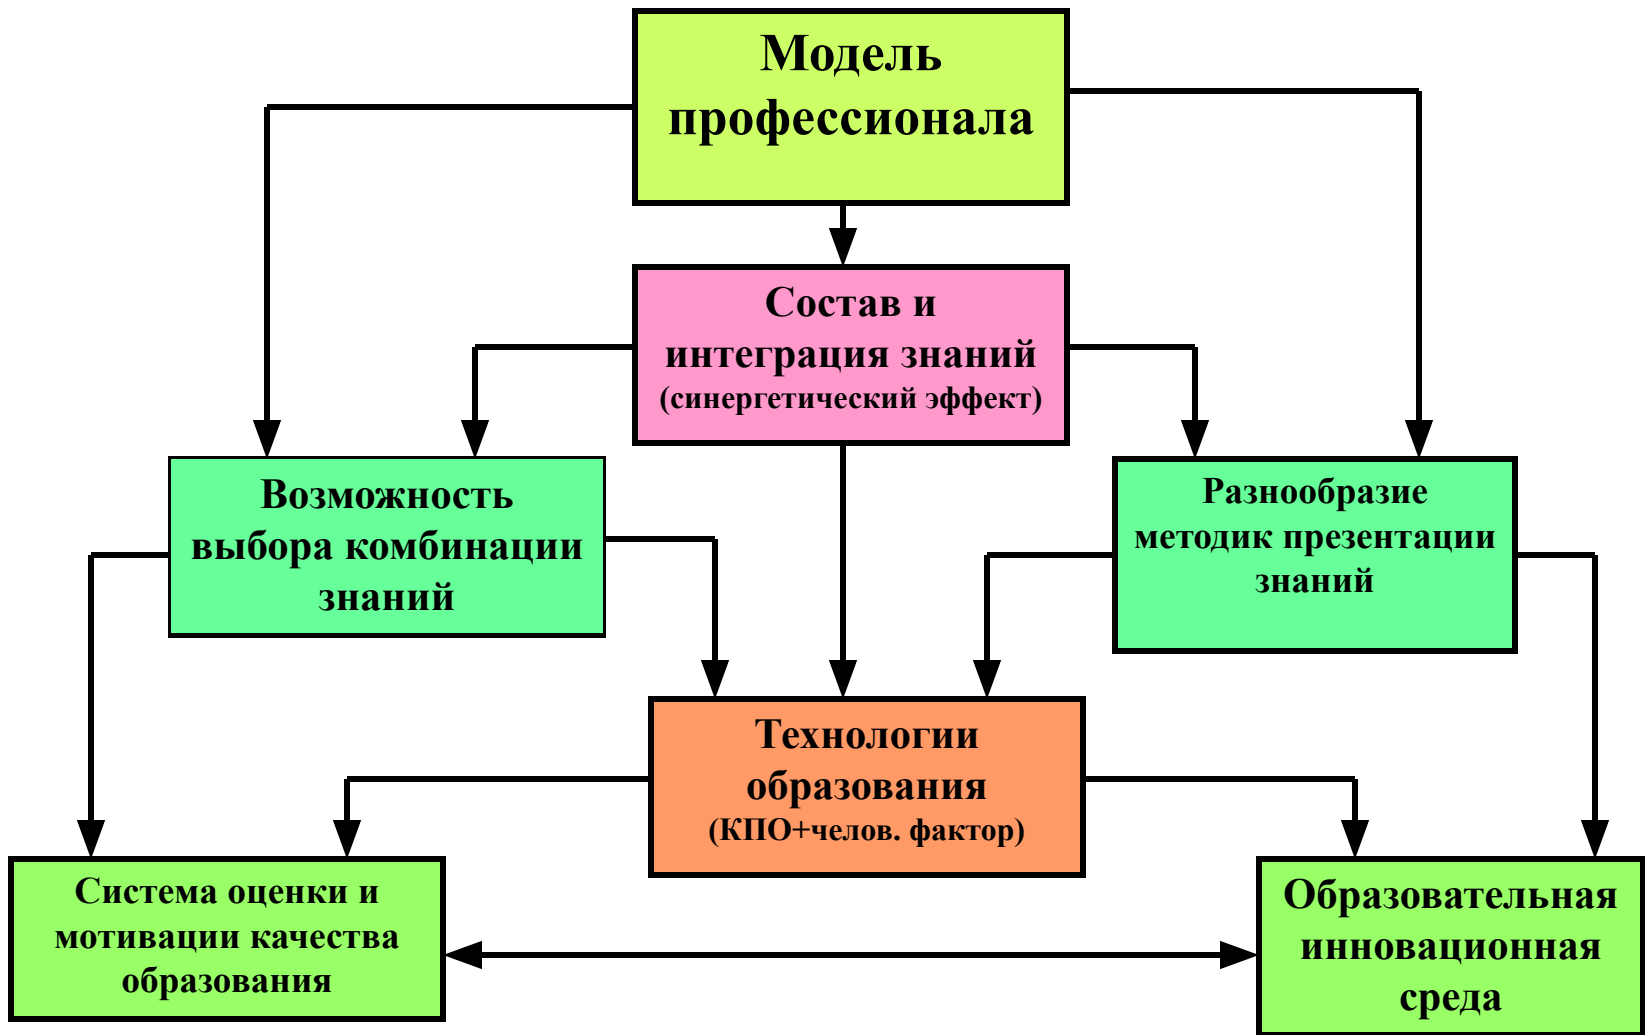 Модель
профессионала
Состав и
интеграция знаний
(синергетический эффект)
Возможность
выбора комбинации
знаний
Разнообразие
методик презентации
знаний
Технологии
образования
(КПО+челов. фактор)
Система оценки и
мотивации качества
образования
Образовательная
инновационная
среда